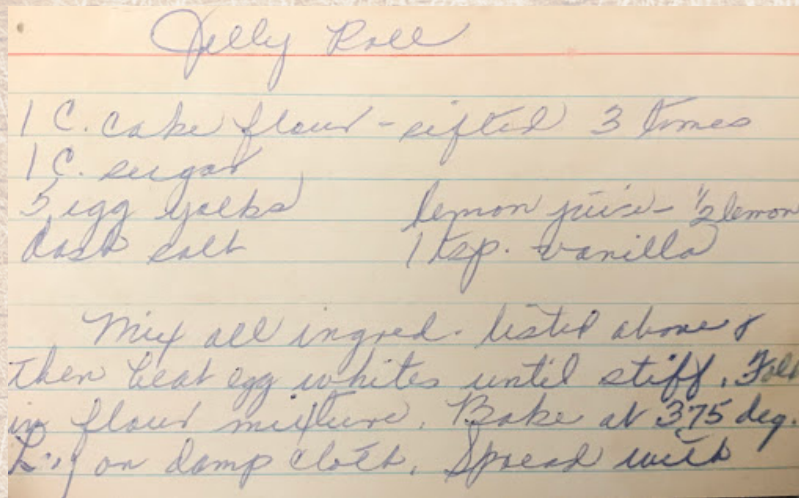 Jelly Roll
1 C. cake flour - sifted 3 times
1 C. sugar
5 egg yolks lemon juice - 1/2 lemon
dash salt 1 tsp. vanilla
Mix all ingred. listed above &
then beat egg whites until stiff. Fold
in flour mixture. Bake at 375 deg.
on damp cloth. Spread with